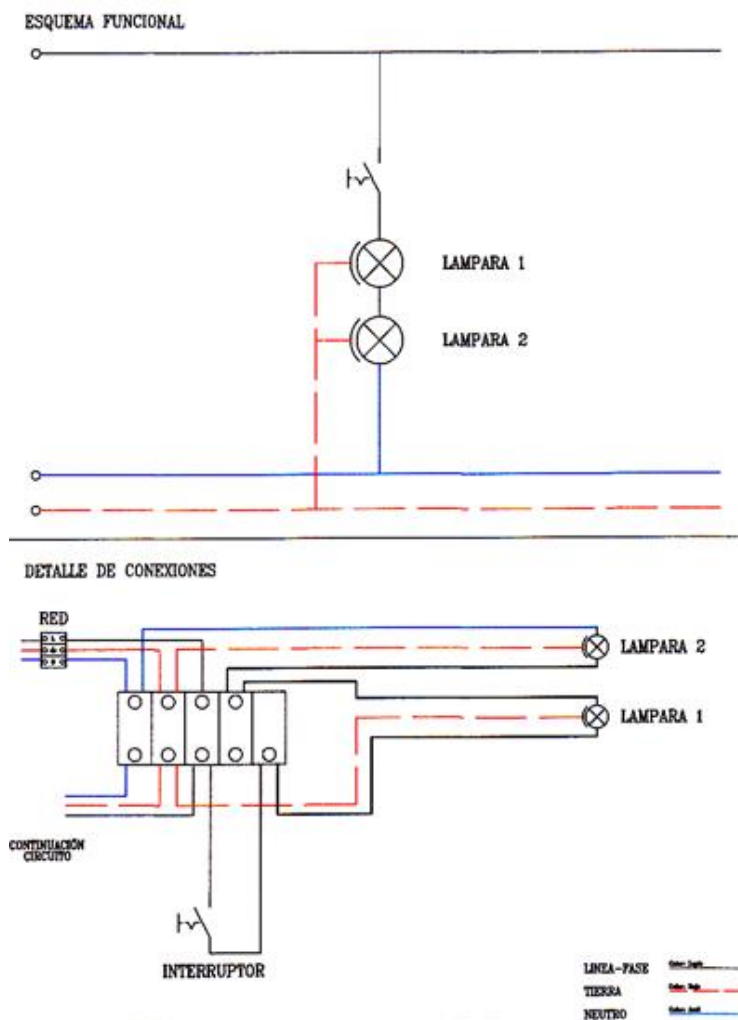 ESQUEMA FUNCIONAL
LAMPARA 1
LAMPARA 2
DETALLE DE CONEXIONES
RED
LAMPARA 2
LAMPARA 1
CONTINUACIÓN
CIRCUITO
INTERRUPTOR
LINEA-FASE
TIERRA
NEUTRO